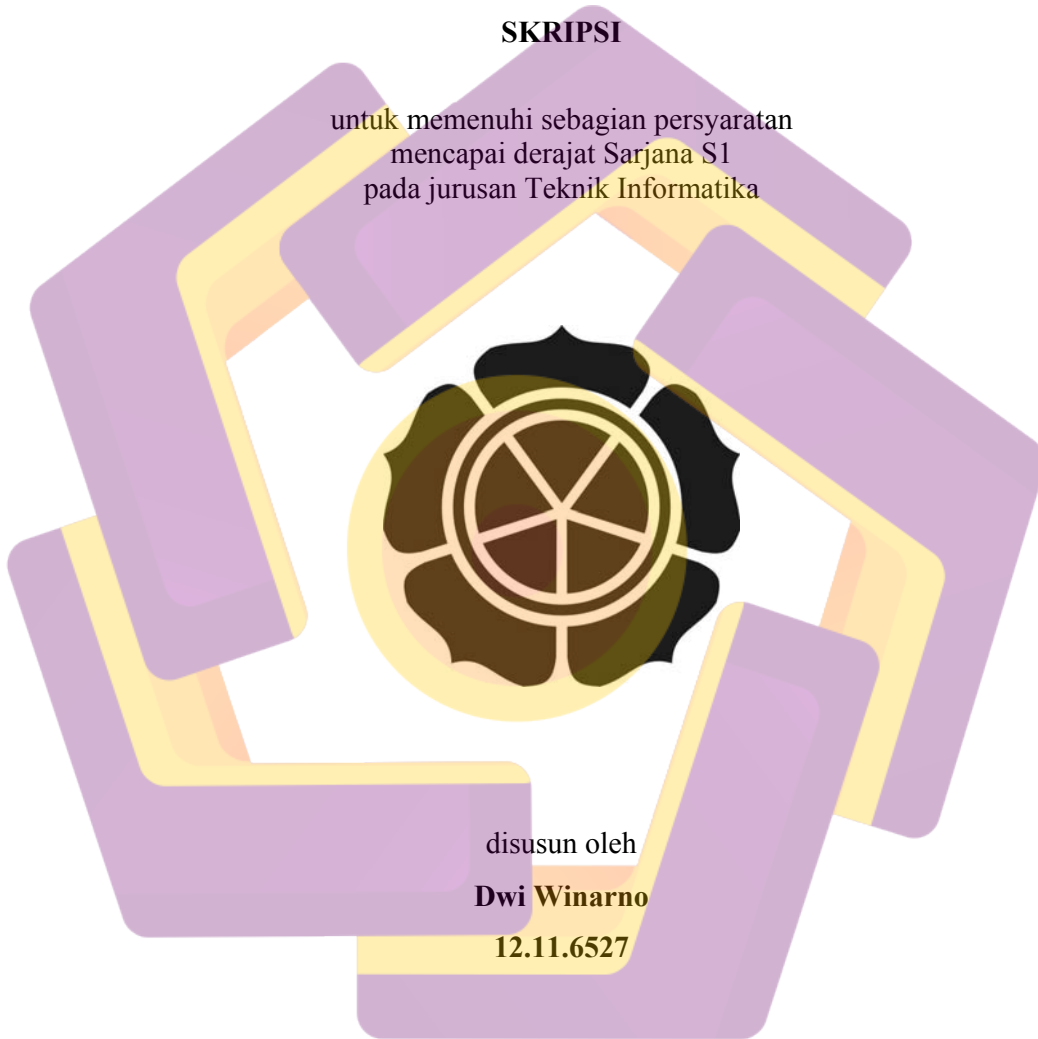 SKRIPSI
untuk memenuhi sebagian persyaratan
mencapai derajat Sarjana S1
pada jurusan Teknik Informatika
disusun oleh
Dwi Winarno
12.11.6527